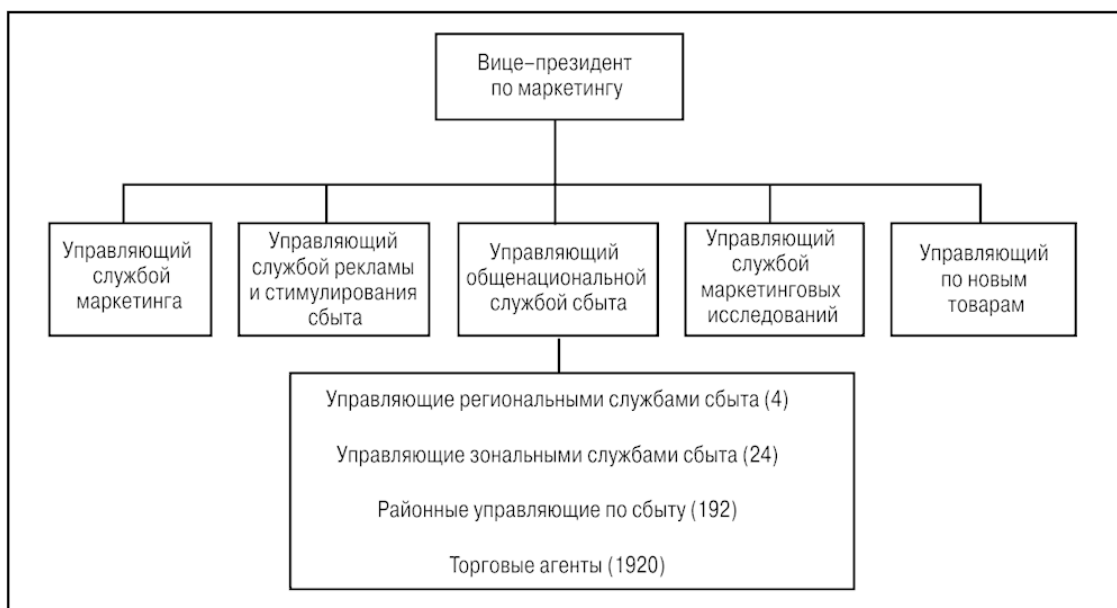 Вице–президент
по маркетингу
Управляющий
службой
маркетинга
Управляющий
службой рекламы
и стимулирования
сбыта
Управляющий
общенациональной
службой сбыта
Управляющий
службой
маркетинговых
исследований
Управляющий
по новым
товарам
Управляющие региональными службами сбыта (4)
Управляющие зональными службами сбыта (24)
Районные управляющие по сбыту (192)
Торговые агенты (1920)